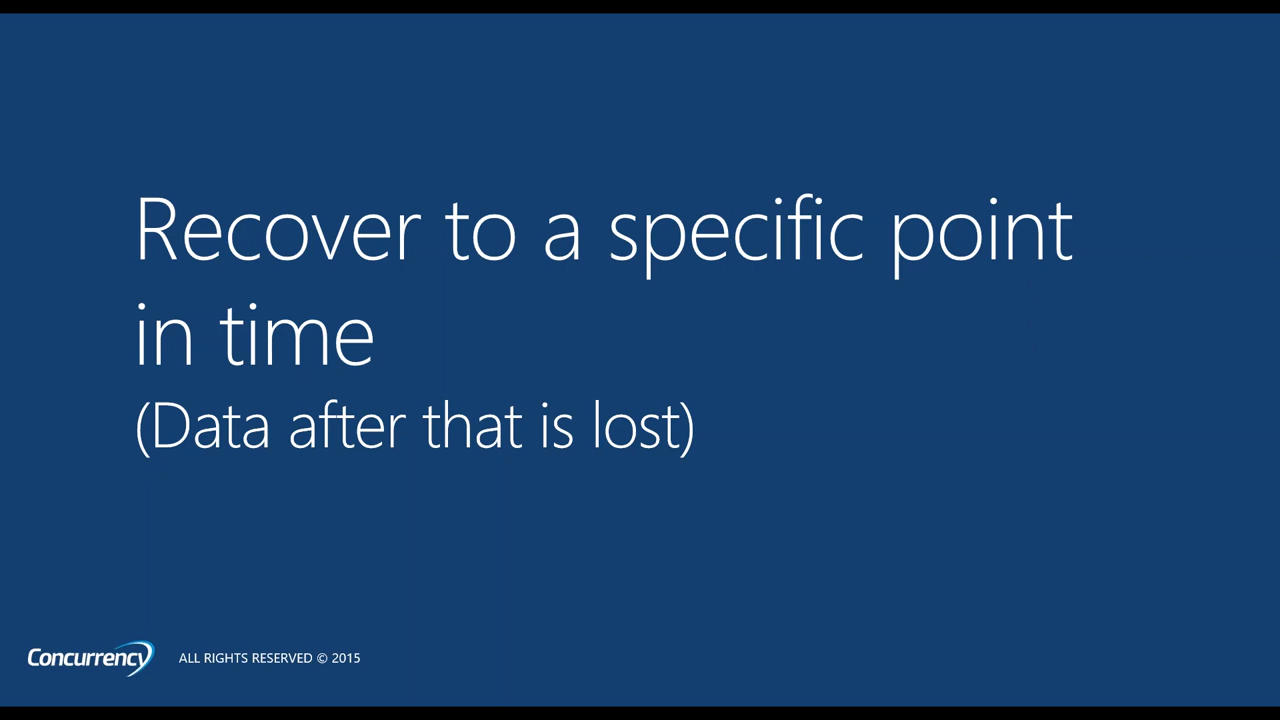 Recover to a specific point
in time
(Data after that is lost)
Concurrency ALL RIGHTS RESERVED © 2015